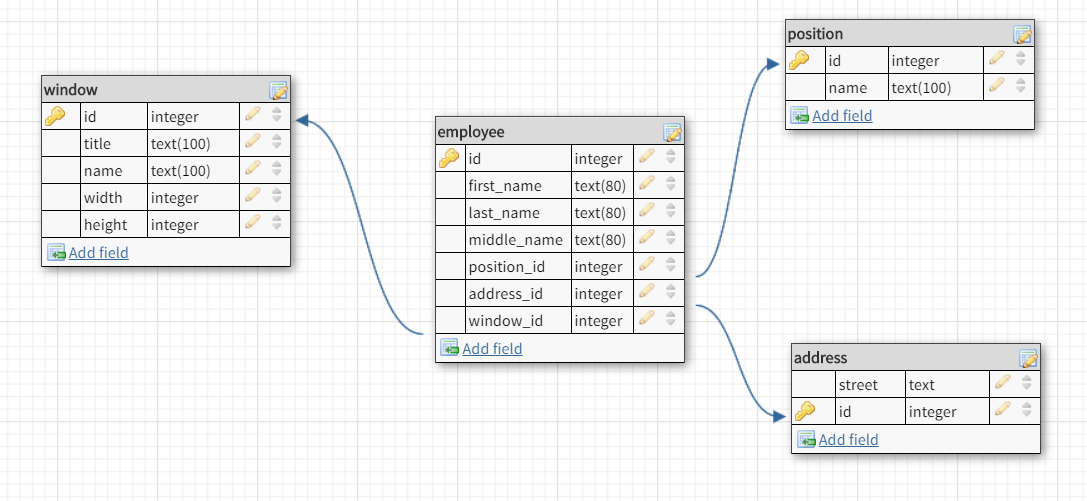 window
id integer
title text(100)
name text(100)
width integer
height integer
Add field
employee
id integer
first_name text(80)
last_name text(80)
middle_name text(80)
position_id integer
address_id integer
window_id integer
Add field
position
id integer
name text(100)
Add field
address
street text
id integer
Add field